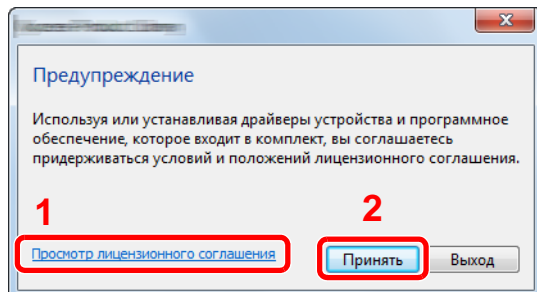 Предупреждение
Используя или устанавливая драйверы устройства и программное
обеспечение, которое входит в комплект, вы соглашаетесь
придерживаться условий и положений лицензионного соглашения.
1
2
Просмотр лицензионного соглашения
Принять
Выход